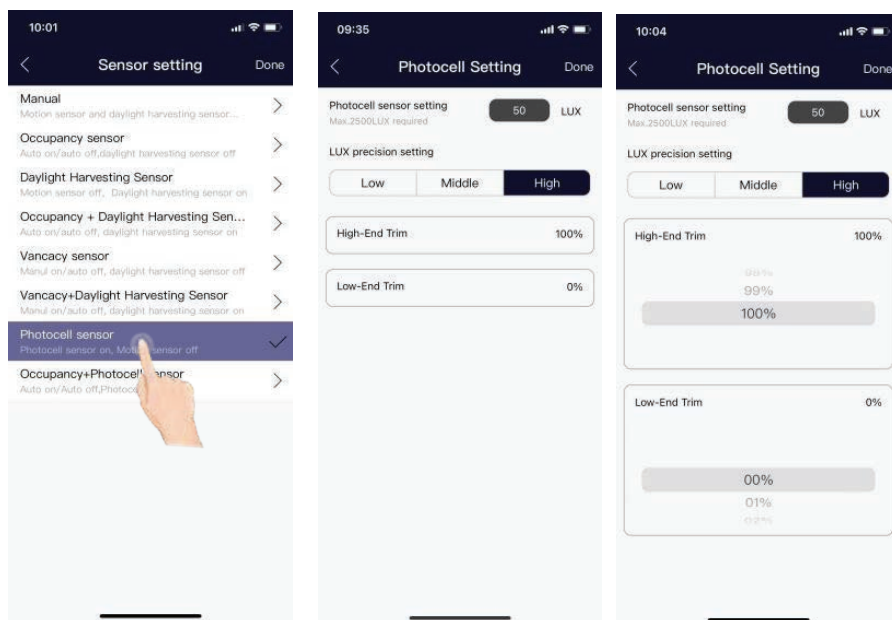 10:01
Sensor setting Done
Manual
Motion sensor and daylight harvesting sensor...
Occupancy sensor
Auto on/auto off,daylight harvesting sensor off
Daylight Harvesting Sensor
Motion sensor off, Daylight harvesting sensor on
Occupancy + Daylight Harvesting Sen...
Auto on/auto off, daylight harvesting sensor on
Vancacy sensor
Manul on/auto off, daylight harvesting sensor off
Vancacy+Daylight Harvesting Sensor
Manul on/auto off, daylight harvesting sensor on
Photocell sensor
Photocell sensor on, Motion sensor off
Occupancy+Photocell sensor
Auto on/Auto off,Photoce
09:35
Photocell Setting Done
Photocell sensor setting 50 LUX
Max.2500LUX required
LUX precision setting
Low Middle High
High-End Trim 100%
Low-End Trim 0%
10:04
Photocell Setting Done
Photocell sensor setting 50 LUX
Max.2500LUX required
LUX precision setting
Low Middle High
High-End Trim 100%
98%
99%
100%
Low-End Trim 0%
00%
01%
02%